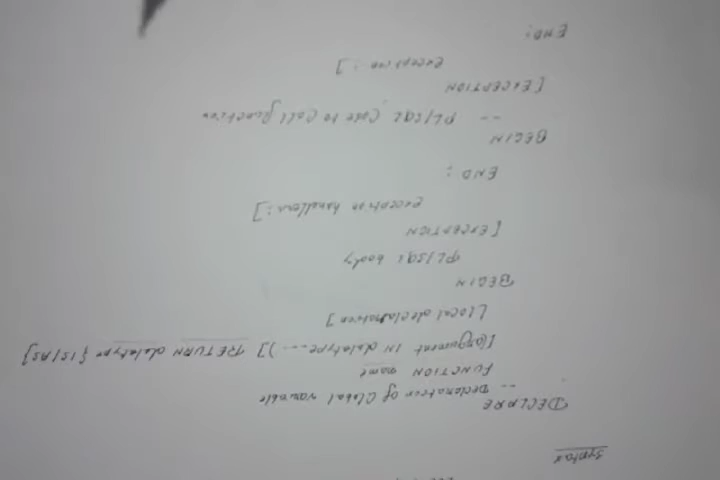 Syntax
DECLARE
-- Declaration of Global variable
FUNCTION name
[(argument IN datatype---)] RETURN datatype {IS/AS}
[local declaration]
BEGIN
PL/SQL body
[EXCEPTION
exception handlers;]
END;
BEGIN
-- PL/SQL Code to Call function
[EXCEPTION
exception;]
END;